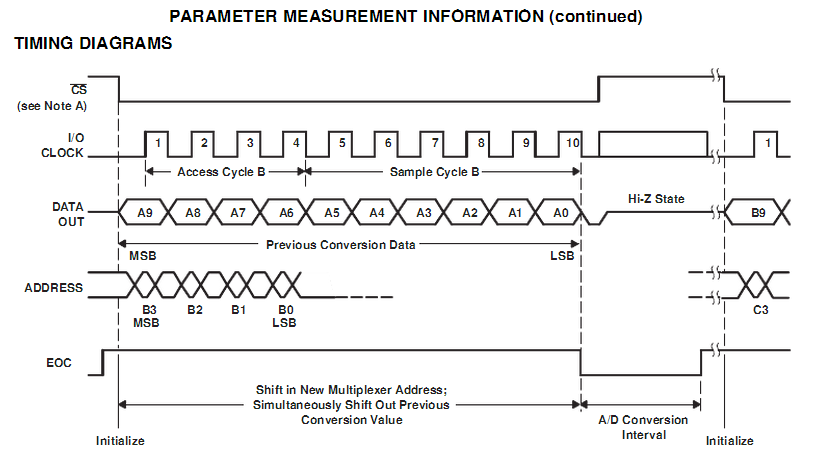 PARAMETER MEASUREMENT INFORMATION (continued)
TIMING DIAGRAMS
CS
(see Note A)
I/O
CLOCK
1 2 3 4 5 6 7 8 9 10 1
Access Cycle B Sample Cycle B
Hi-Z State
DATA
OUT
A9 A8 A7 A6 A5 A4 A3 A2 A1 A0 B9
Previous Conversion Data
MSB LSB
ADDRESS
B3 B2 B1 B0 C3
MSB LSB
EOC
Shift in New Multiplexer Address;
Simultaneously Shift Out Previous
Conversion Value
A/D Conversion
Interval
Initialize Initialize